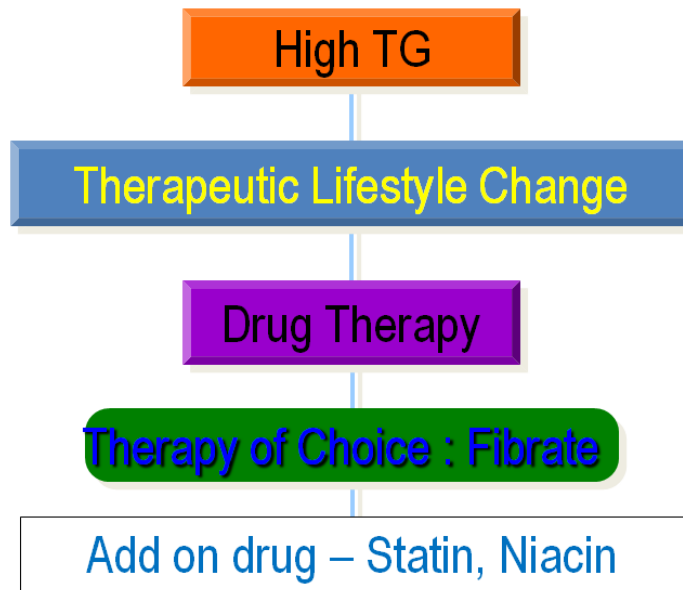 High TG
Therapeutic Lifestyle Change
Drug Therapy
Therapy of Choice : Fibrate
Add on drug – Statin, Niacin